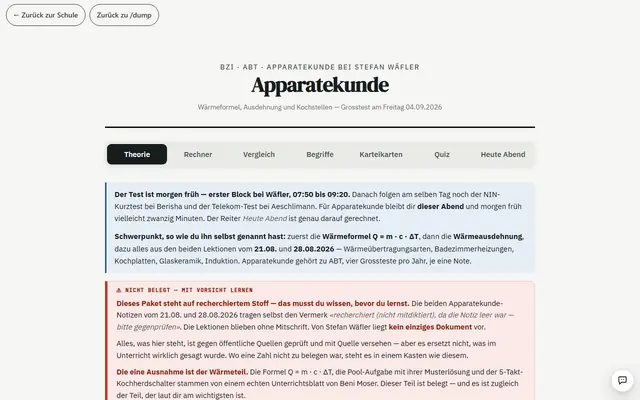 ← Zurück zur Schule
Zurück zu /dump
BZI · ABT · APPARATEKUNDE BEI STEFAN WÄFLER
Apparatekunde
Wärmeformel, Ausdehnung und Kochstellen — Grosstest am Freitag 04.09.2026
Theorie
Rechner
Vergleich
Begriffe
Karteikarten
Quiz
Heute Abend
Der Test ist morgen früh — erster Block bei Wäfler, 07:50 bis 09:20. Danach folgen am selben Tag noch der NIN-
Kurztest bei Berisha und der Telekom-Test bei Aeschlimann. Für Apparatekunde bleibt dir dieser Abend und morgen früh
vielleicht zwanzig Minuten. Der Reiter Heute Abend ist genau darauf gerechnet.
Schwerpunkt, so wie du ihn selbst genannt hast: zuerst die Wärmeformel Q = m · c · ΔT, dann die Wärmeausdehnung,
dazu alles aus den beiden Lektionen vom 21.08. und 28.08.2026 — Wärmeübertragungsarten, Badezimmerheizungen,
Kochplatten, Glaskeramik, Induktion. Apparatekunde gehört zu ABT, vier Grossteste pro Jahr, je eine Note.
⚠ NICHT BELEGT — MIT VORSICHT LERNEN
Dieses Paket steht auf recherchiertem Stoff — das musst du wissen, bevor du lernst. Die beiden Apparatekunde-
Notizen vom 21.08. und 28.08.2026 tragen selbst den Vermerk «recherchiert (nicht mitdiktiert), da die Notiz leer war —
bitte gegenprüfen». Die Lektionen blieben ohne Mitschrift. Von Stefan Wäfler liegt kein einziges Dokument vor.
Alles, was hier steht, ist gegen öffentliche Quellen geprüft und mit Quelle versehen — aber es ersetzt nicht, was im
Unterricht wirklich gesagt wurde. Wo eine Zahl nicht zu belegen war, steht es in einem Kasten wie diesem.
Die eine Ausnahme ist der Wärmeteil. Die Formel Q = m · c · ΔT, die Pool-Aufgabe mit ihrer Musterlösung und der 5-Takt-
Kochherdschalter stammen von einem echten Unterrichtsblatt von Beni Moser. Dieser Teil ist belegt — und es ist zugleich
der Teil, der laut dir am wichtigsten ist.